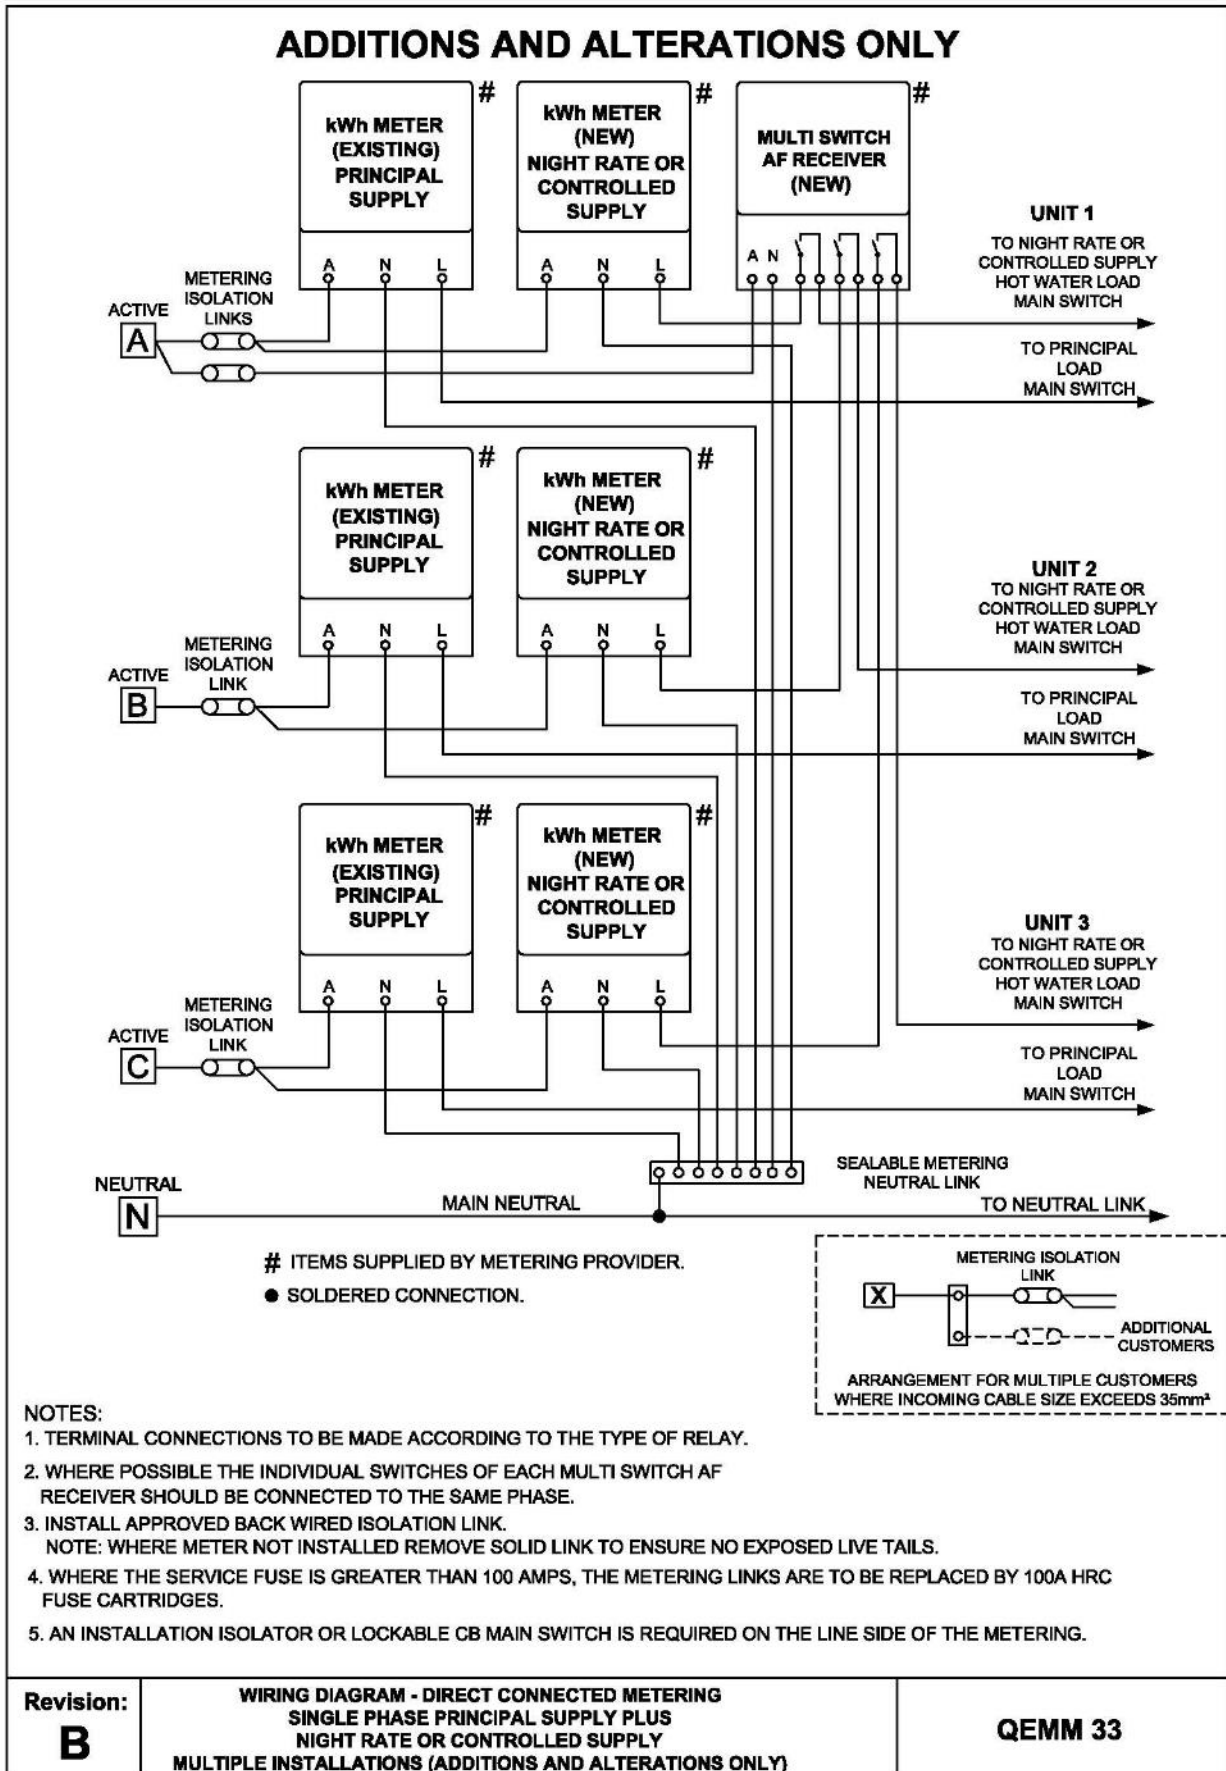 ADDITIONS AND ALTERATIONS ONLY
kWh METER
(EXISTING)
PRINCIPAL
SUPPLY
#
A N L
kWh METER
(NEW)
NIGHT RATE OR
CONTROLLED
SUPPLY
#
A N L
MULTI SWITCH
AF RECEIVER
(NEW)
#
A N
METERING
ISOLATION
LINKS
ACTIVE
A
UNIT 1
TO NIGHT RATE OR
CONTROLLED SUPPLY
HOT WATER LOAD
MAIN SWITCH
TO PRINCIPAL
LOAD
MAIN SWITCH
kWh METER
(EXISTING)
PRINCIPAL
SUPPLY
#
A N L
kWh METER
(NEW)
NIGHT RATE OR
CONTROLLED
SUPPLY
#
A N L
METERING
ISOLATION
LINK
ACTIVE
B
UNIT 2
TO NIGHT RATE OR
CONTROLLED SUPPLY
HOT WATER LOAD
MAIN SWITCH
TO PRINCIPAL
LOAD
MAIN SWITCH
kWh METER
(EXISTING)
PRINCIPAL
SUPPLY
#
A N L
kWh METER
(NEW)
NIGHT RATE OR
CONTROLLED
SUPPLY
#
A N L
METERING
ISOLATION
LINK
ACTIVE
C
UNIT 3
TO NIGHT RATE OR
CONTROLLED SUPPLY
HOT WATER LOAD
MAIN SWITCH
TO PRINCIPAL
LOAD
MAIN SWITCH
SEALABLE METERING
NEUTRAL LINK
NEUTRAL
N
MAIN NEUTRAL
TO NEUTRAL LINK
# ITEMS SUPPLIED BY METERING PROVIDER.
● SOLDERED CONNECTION.
METERING ISOLATION
LINK
X
ADDITIONAL
CUSTOMERS
ARRANGEMENT FOR MULTIPLE CUSTOMERS
WHERE INCOMING CABLE SIZE EXCEEDS 35mm²
NOTES:
1. TERMINAL CONNECTIONS TO BE MADE ACCORDING TO THE TYPE OF RELAY.
2. WHERE POSSIBLE THE INDIVIDUAL SWITCHES OF EACH MULTI SWITCH AF
RECEIVER SHOULD BE CONNECTED TO THE SAME PHASE.
3. INSTALL APPROVED BACK WIRED ISOLATION LINK.
NOTE: WHERE METER NOT INSTALLED REMOVE SOLID LINK TO ENSURE NO EXPOSED LIVE TAILS.
4. WHERE THE SERVICE FUSE IS GREATER THAN 100 AMPS, THE METERING LINKS ARE TO BE REPLACED BY 100A HRC
FUSE CARTRIDGES.
5. AN INSTALLATION ISOLATOR OR LOCKABLE CB MAIN SWITCH IS REQUIRED ON THE LINE SIDE OF THE METERING.
Revision:
B
WIRING DIAGRAM - DIRECT CONNECTED METERING
SINGLE PHASE PRINCIPAL SUPPLY PLUS
NIGHT RATE OR CONTROLLED SUPPLY
MULTIPLE INSTALLATIONS (ADDITIONS AND ALTERATIONS ONLY)
QEMM 33